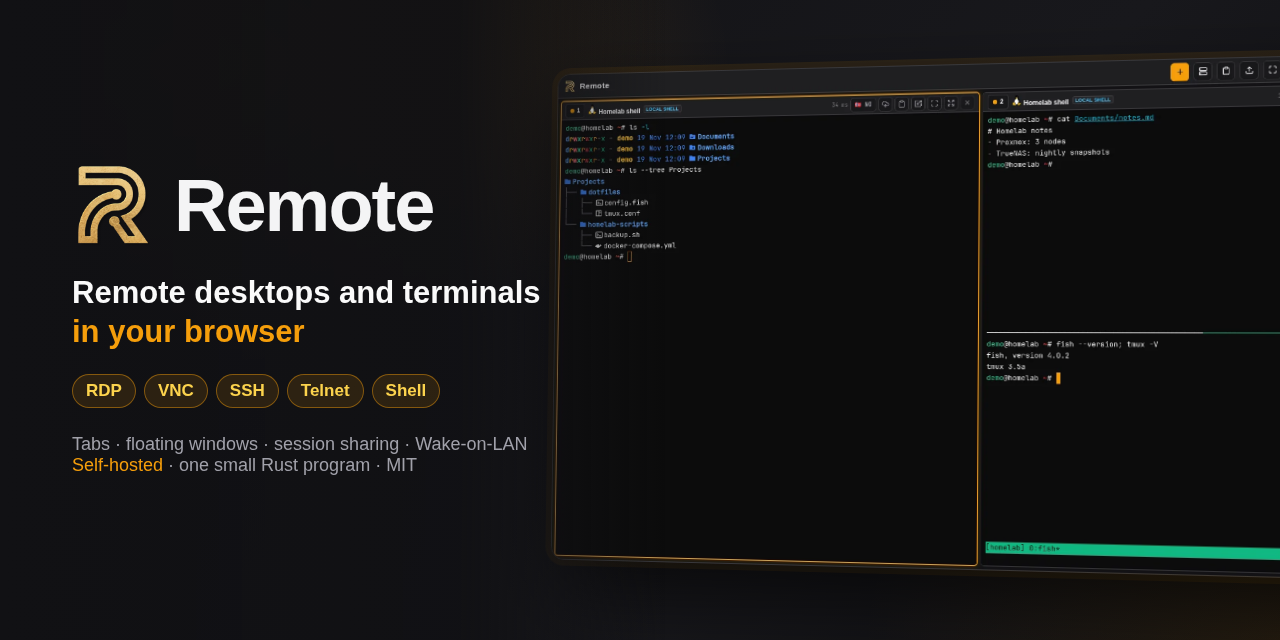 Remote
Remote desktops and terminals
in your browser
RDP VNC SSH Telnet Shell
Tabs · floating windows · session sharing · Wake-on-LAN
Self-hosted · one small Rust program · MIT
Remote
1 Homelab shell LOCAL SHELL
demo@homelab ~# ls -l
drwxr-xr-x - demo 19 Nov 12:09 Documents
drwxr-xr-x - demo 19 Nov 12:09 Downloads
drwxr-xr-x - demo 19 Nov 12:09 Projects
demo@homelab ~# ls --tree Projects
Projects
├── dotfiles
│   ├── config.fish
│   └── tmux.conf
└── homelab-scripts
    ├── backup.sh
    └── docker-compose.yml
demo@homelab ~#
2 Homelab shell LOCAL SHELL
demo@homelab ~# cat Documents/notes.md
# Homelab notes
- Proxmox: 3 nodes
- TrueNAS: nightly snapshots
demo@homelab ~#
demo@homelab ~# fish --version; tmux -V
fish, version 4.0.2
tmux 3.5a
demo@homelab ~#
[homelab] 0:fish*